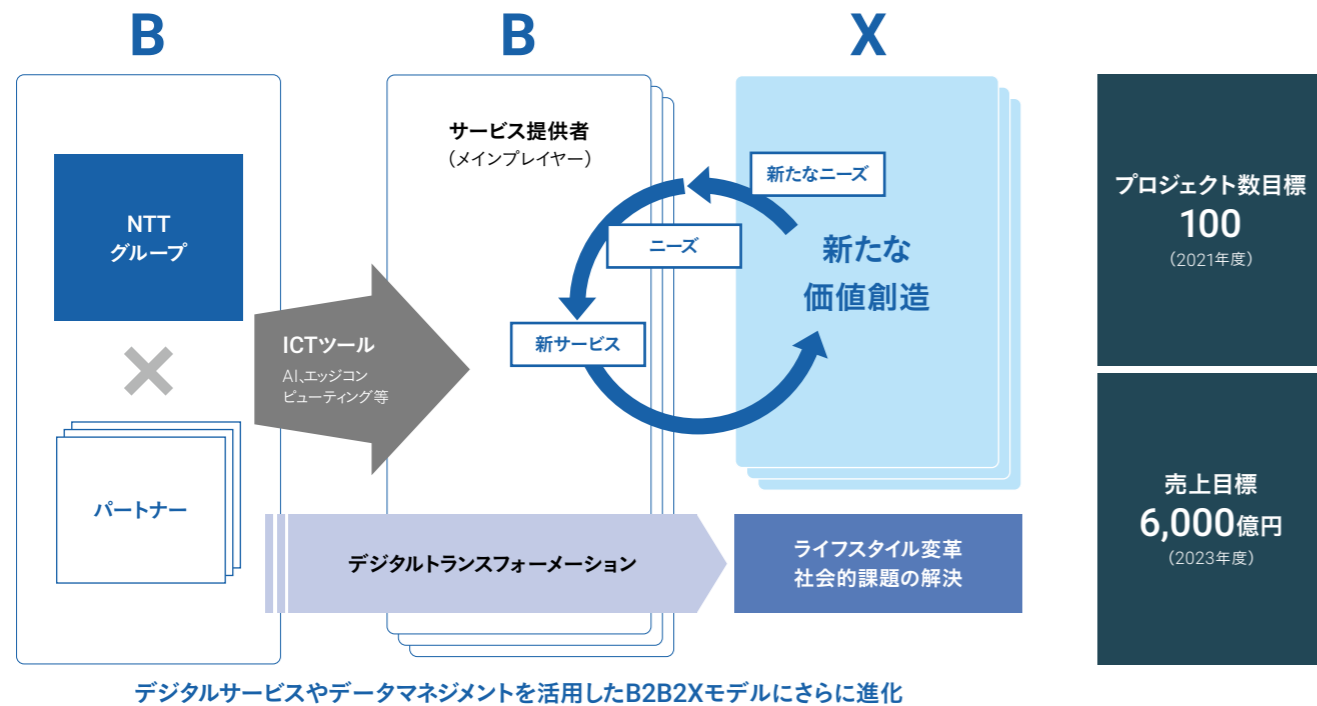 B
B
X
NTT
グループ
パートナー
ICTツール
AI、エッジコン
ピューティング等
サービス提供者
（メインプレイヤー）
新たなニーズ
ニーズ
新サービス
新たな
価値創造
デジタルトランスフォーメーション
ライフスタイル変革
社会的課題の解決
プロジェクト数目標
100
（2021年度）
売上目標
6,000億円
（2023年度）
デジタルサービスやデータマネジメントを活用したB2B2Xモデルにさらに進化